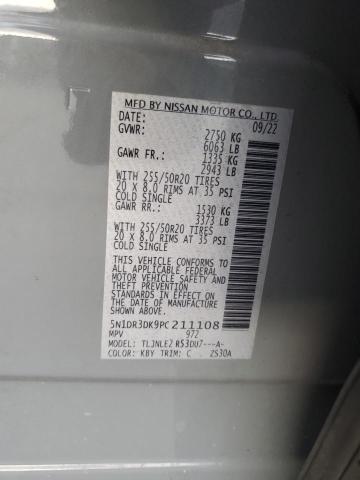 MFD BY NISSAN MOTOR CO., LTD.
DATE: 09/22
GVWR: 2750 KG
6063 LB
GAWR FR.: 1335 KG
2943 LB
WITH 255/50R20 TIRES
20 X 8.0 RIMS AT 35 PSI
COLD SINGLE
GAWR RR.: 1530 KG
3373 LB
WITH 255/50R20 TIRES
20 X 8.0 RIMS AT 35 PSI
COLD SINGLE
THIS VEHICLE CONFORMS TO ALL
APPLICABLE FEDERAL
MOTOR VEHICLE SAFETY AND
THEFT PREVENTION
STANDARDS IN EFFECT ON THE
DATE OF MANUFACTURE
SHOWN ABOVE.
5N1DR3DK9PC211108
MPV 972
MODEL: TLJNLE2 RS3DU7---A-
COLOR: KBY TRIM: C ZS30A